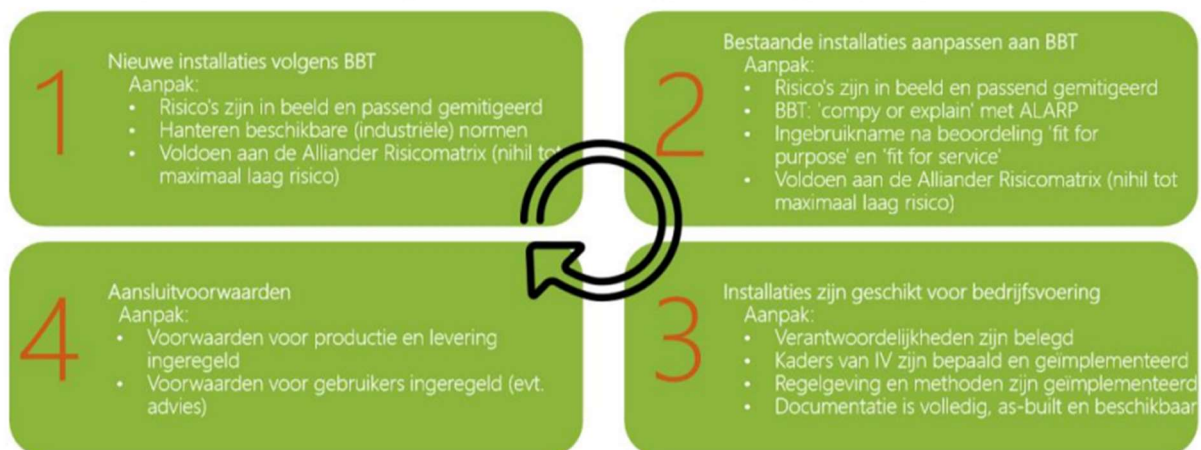 1
Nieuwe installaties volgens BBT
Aanpak:
• Risico's zijn in beeld en passend gemitigeerd
• Hanteren beschikbare (industriële) normen
• Voldoen aan de Alliander Risicomatrix (nihil tot
maximaal laag risico)
2
Bestaande installaties aanpassen aan BBT
Aanpak:
• Risico's zijn in beeld en passend gemitigeerd
• BBT: 'compy or explain' met ALARP
• Ingebruikname na beoordeling 'fit for
purpose' en 'fit for service'
• Voldoen aan de Alliander Risicomatrix (nihil tot
maximaal laag risico)
4
Aansluitvoorwaarden
Aanpak:
• Voorwaarden voor productie en levering
ingeregeld
• Voorwaarden voor gebruikers ingeregeld (evt.
advies)
3
Installaties zijn geschikt voor bedrijfsvoering
Aanpak:
• Verantwoordelijkheden zijn belegd
• Kaders van IV zijn bepaald en geïmplementeerd
• Regelgeving en methoden zijn geïmplementeerd
• Documentatie is volledig, as-built en beschikbaar